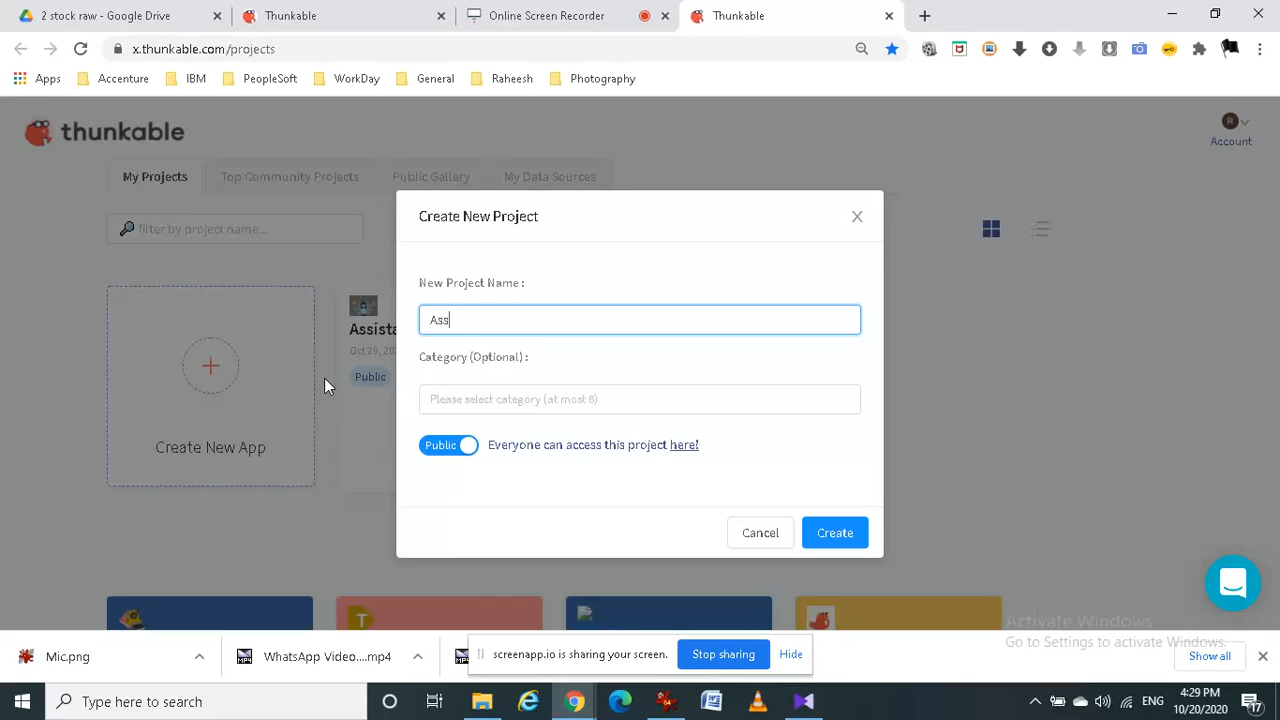 2 stock raw - Google Drive
Thunkable
Online Screen Recorder
Thunkable
x.thunkable.com/projects
Apps
Accenture
IBM
PeopleSoft
WorkDay
General
Raheesh
Photography
thunkable
A
Account
My Projects
Top Community Projects
Public Gallery
My Data Sources
filter by project name...
Create New Project
New Project Name :
Ass
Category (Optional) :
Please select category (at most 6)
Public
Everyone can access this project here!
Cancel
Create
Create New App
Assista
Oct 20, 20
Public
T
Activate Windows
Go to Settings to activate Windows.
Mic.png
WhatsApp Video....mp4
screenapp.io is sharing your screen.
Stop sharing
Hide
Show all
Type here to search
64
ENG
4:29 PM
10/20/2020
17